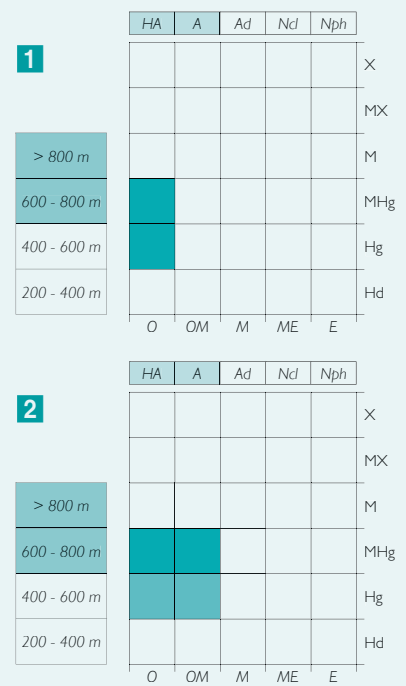 HA A Ad Ncl Nph
1
X
MX
> 800 m M
600 - 800 m MHg
400 - 600 m Hg
200 - 400 m Hd
O OM M ME E
HA A Ad Ncl Nph
2
X
MX
> 800 m M
600 - 800 m MHg
400 - 600 m Hg
200 - 400 m Hd
O OM M ME E